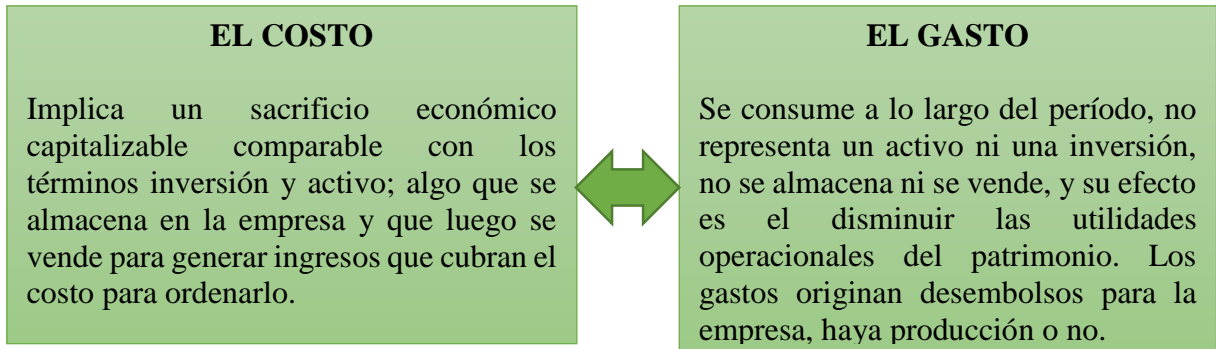 EL COSTO
Implica un sacrificio económico
capitalizable comparable con los
términos inversión y activo; algo que se
almacena en la empresa y que luego se
vende para generar ingresos que cubran el
costo para ordenarlo.
EL GASTO
Se consume a lo largo del período, no
representa un activo ni una inversión,
no se almacena ni se vende, y su efecto
es el disminuir las utilidades
operacionales del patrimonio. Los
gastos originan desembolsos para la
empresa, haya producción o no.